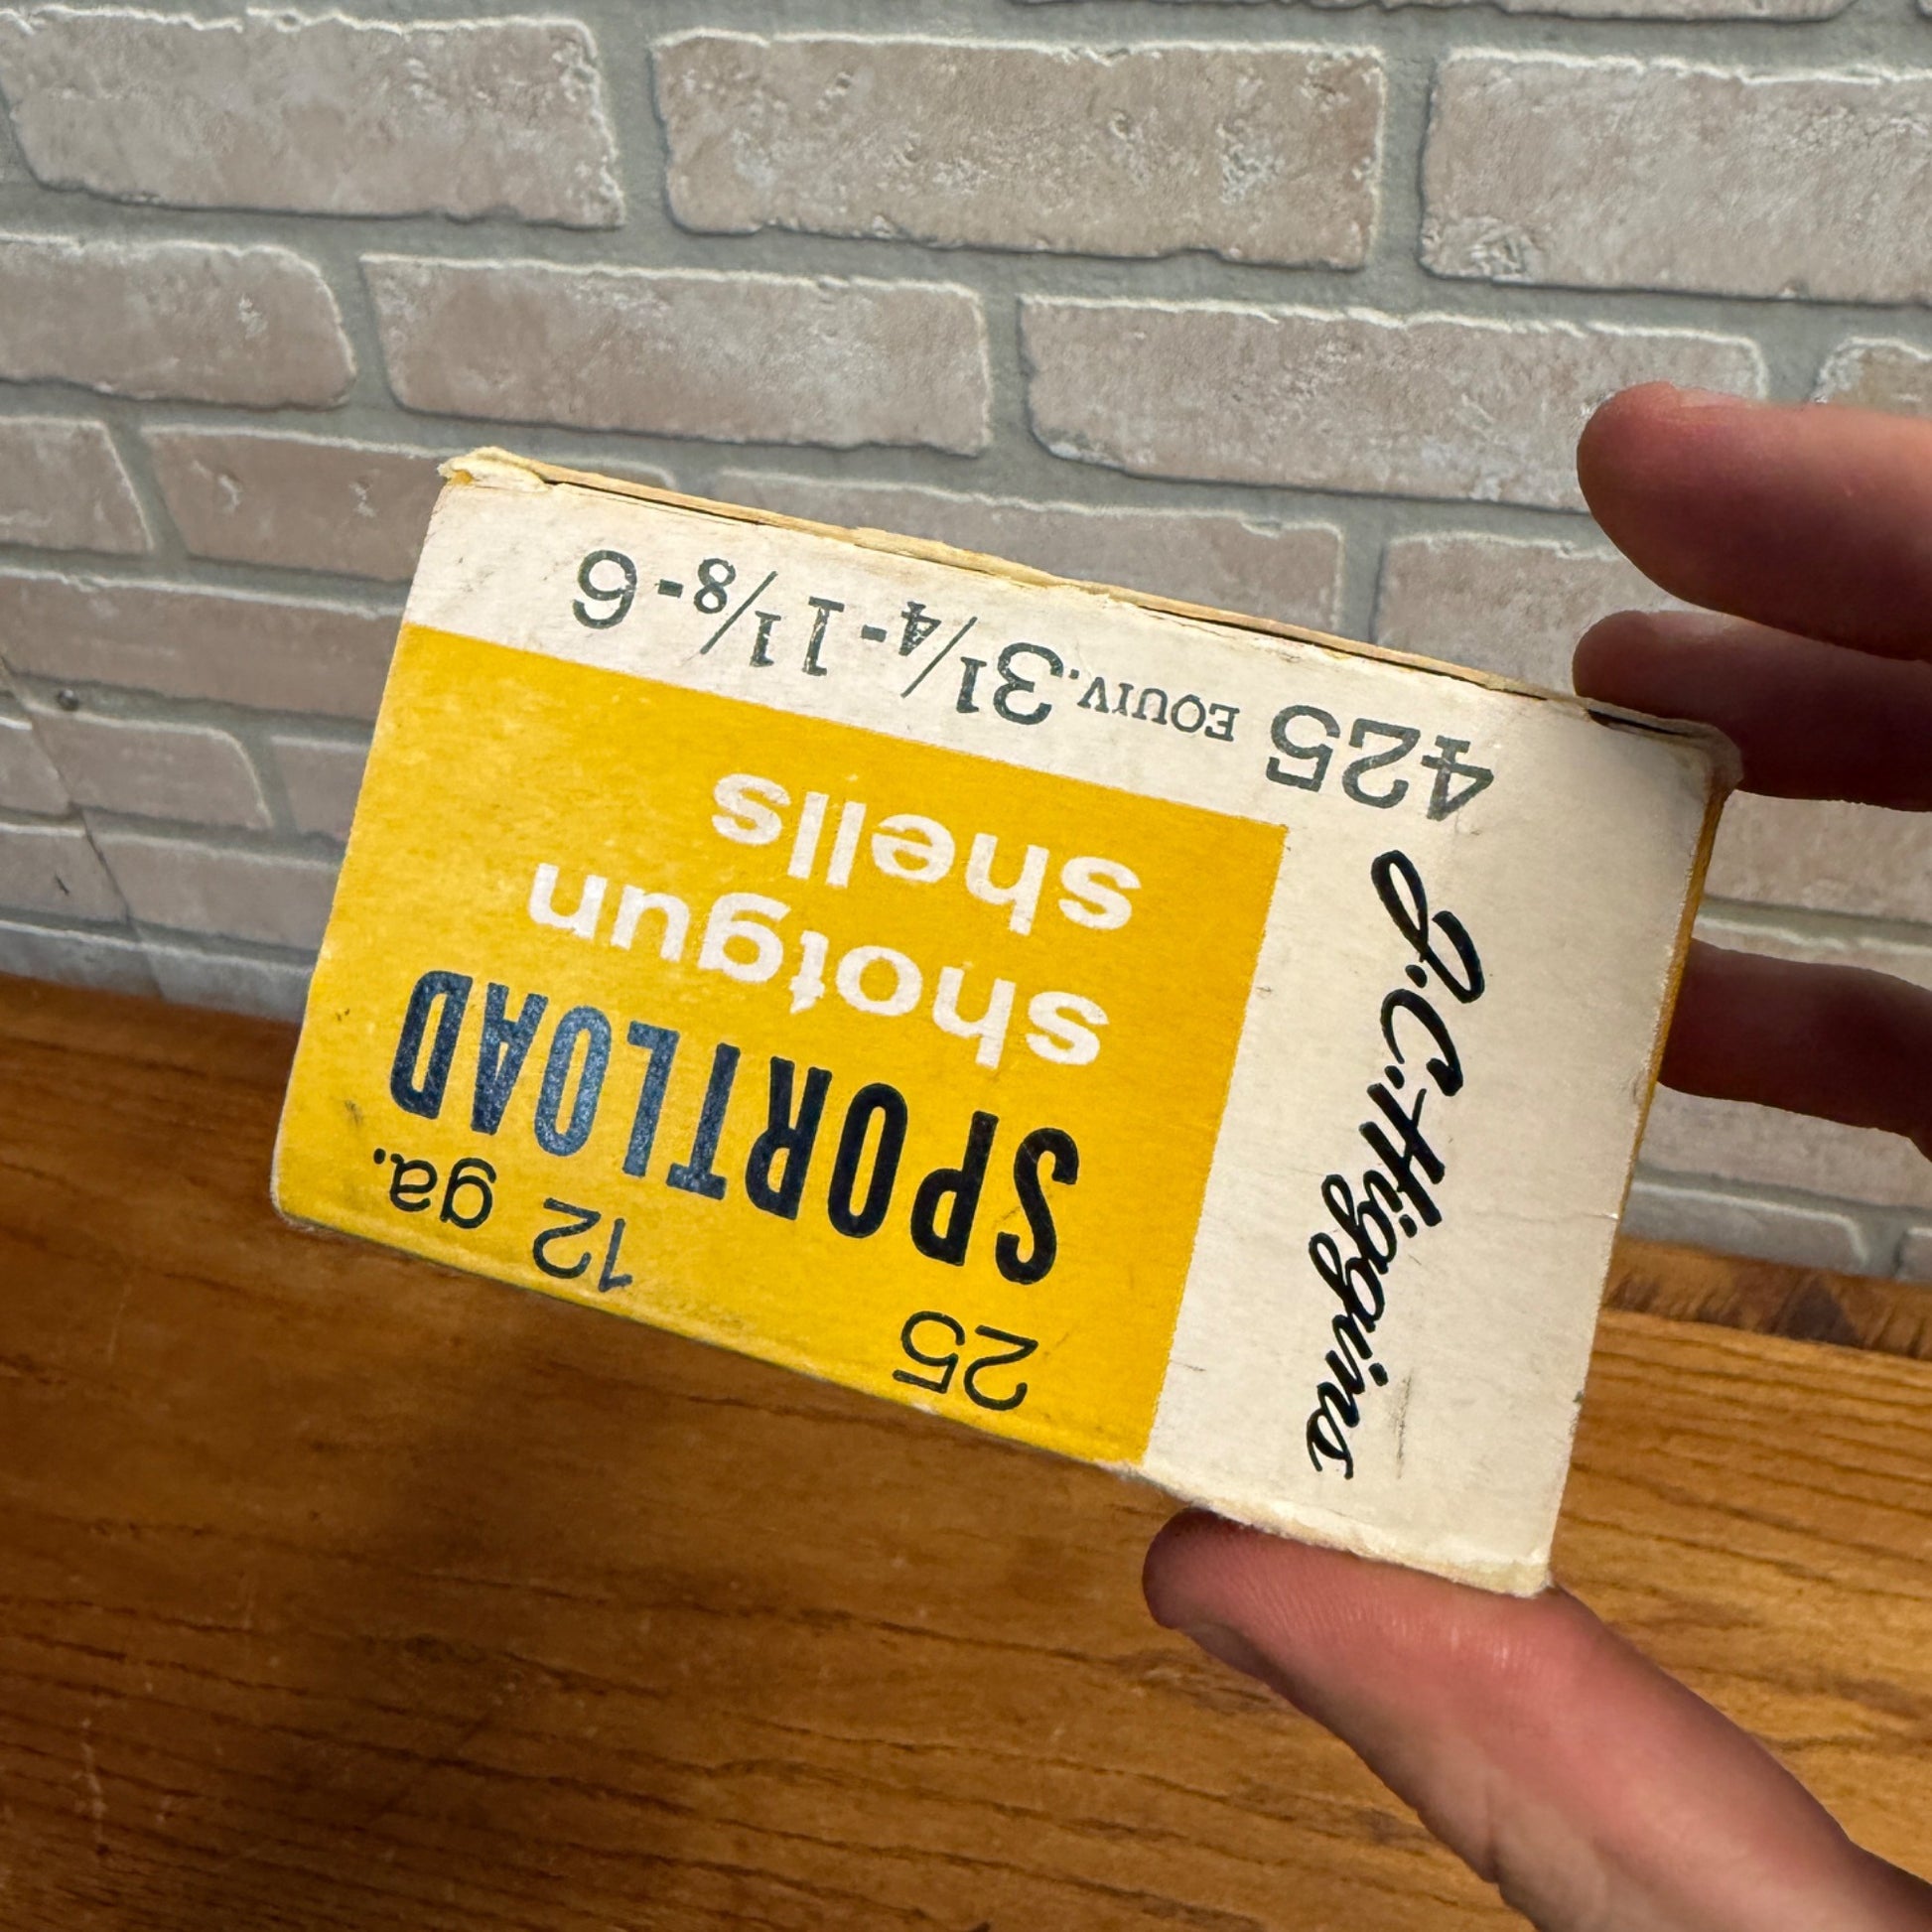 25
12 ga.
SPORTLOAD
shotgun
shells
J.C. Higgins
425 EQUIV. 3 1/4 - 1 1/8 - 6